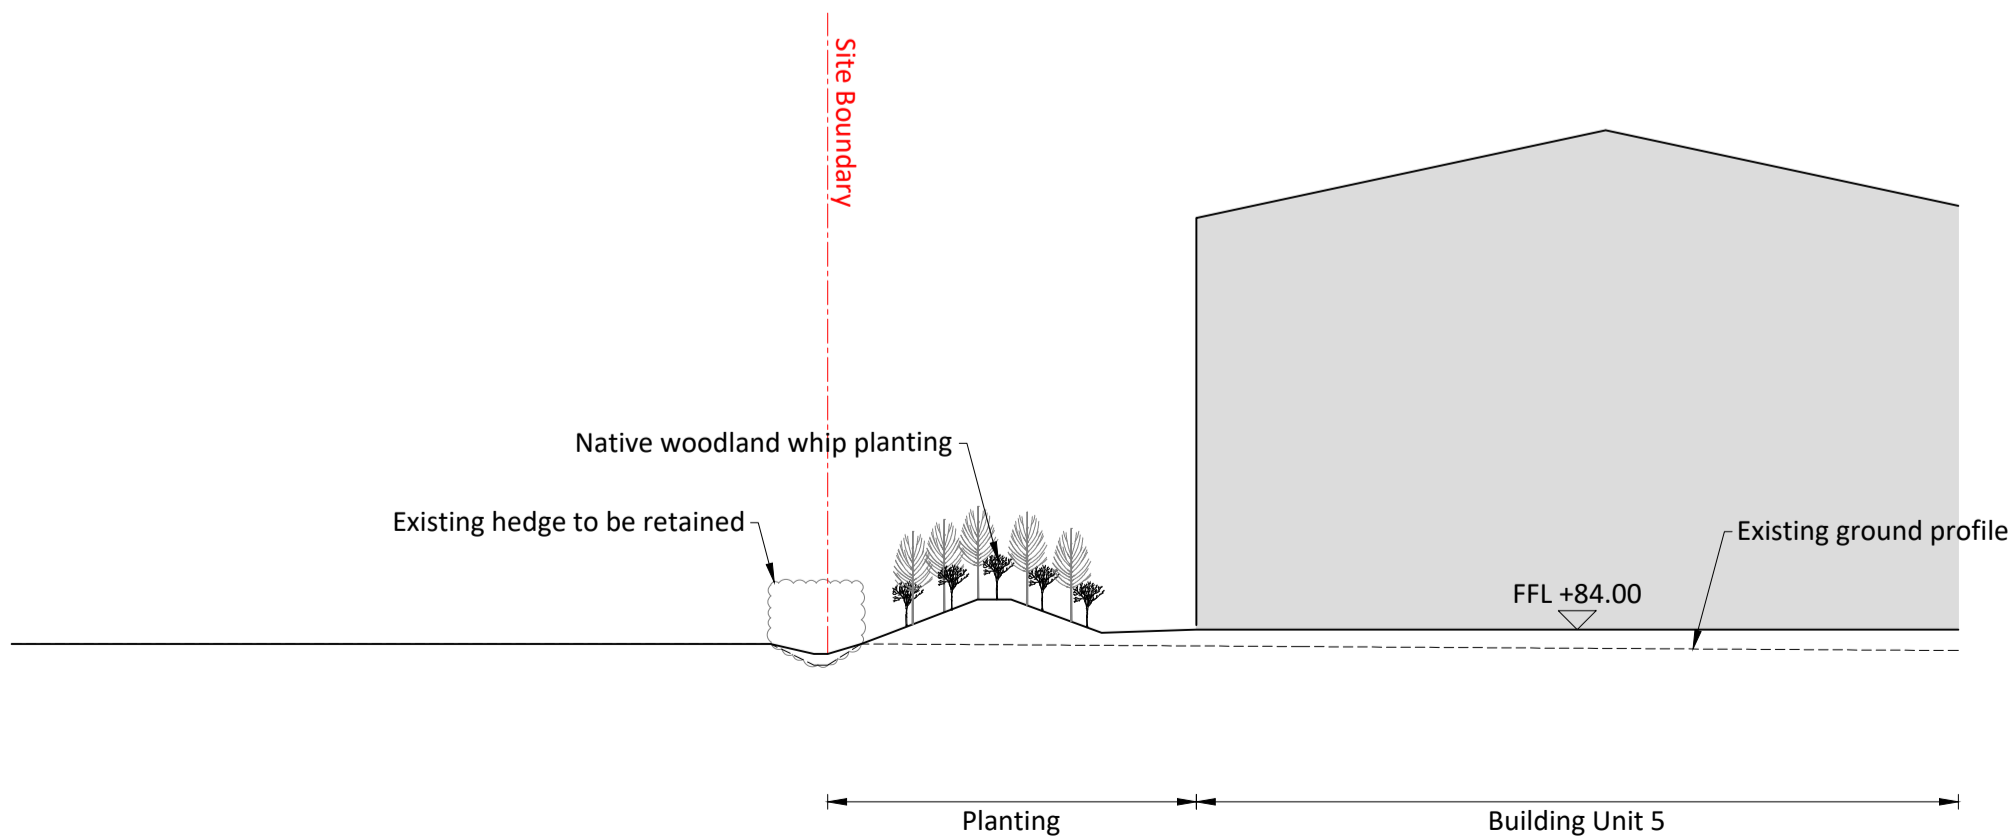 Site Boundary
Native woodland whip planting
Existing hedge to be retained
Existing ground profile
FFL +84.00
Planting
Building Unit 5